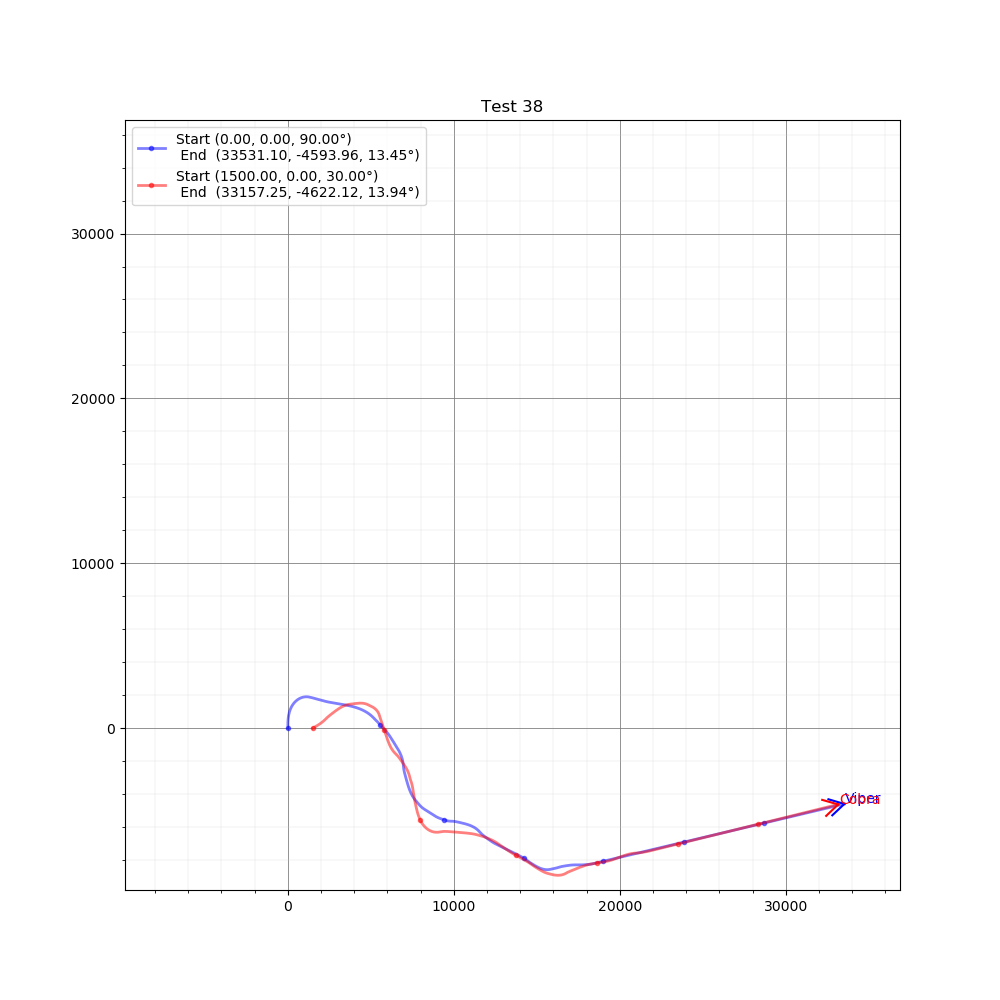 Test 38
Start (0.00, 0.00, 90.00°)
End  (33531.10, -4593.96, 13.45°)
Start (1500.00, 0.00, 30.00°)
End  (33157.25, -4622.12, 13.94°)
30000
20000
10000
0
Viper
Cobra
0
10000
20000
30000